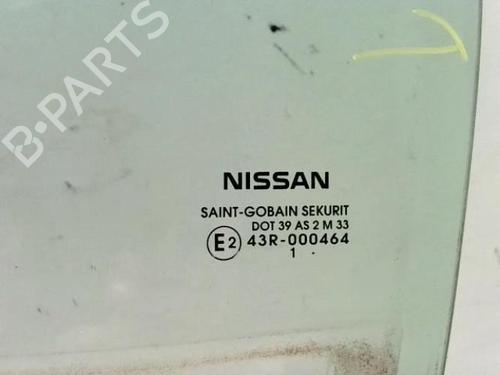 B-PARTS
NISSAN
SAINT-GOBAIN SEKURIT
DOT 39 AS 2 M 33
E2 43R-000464
1